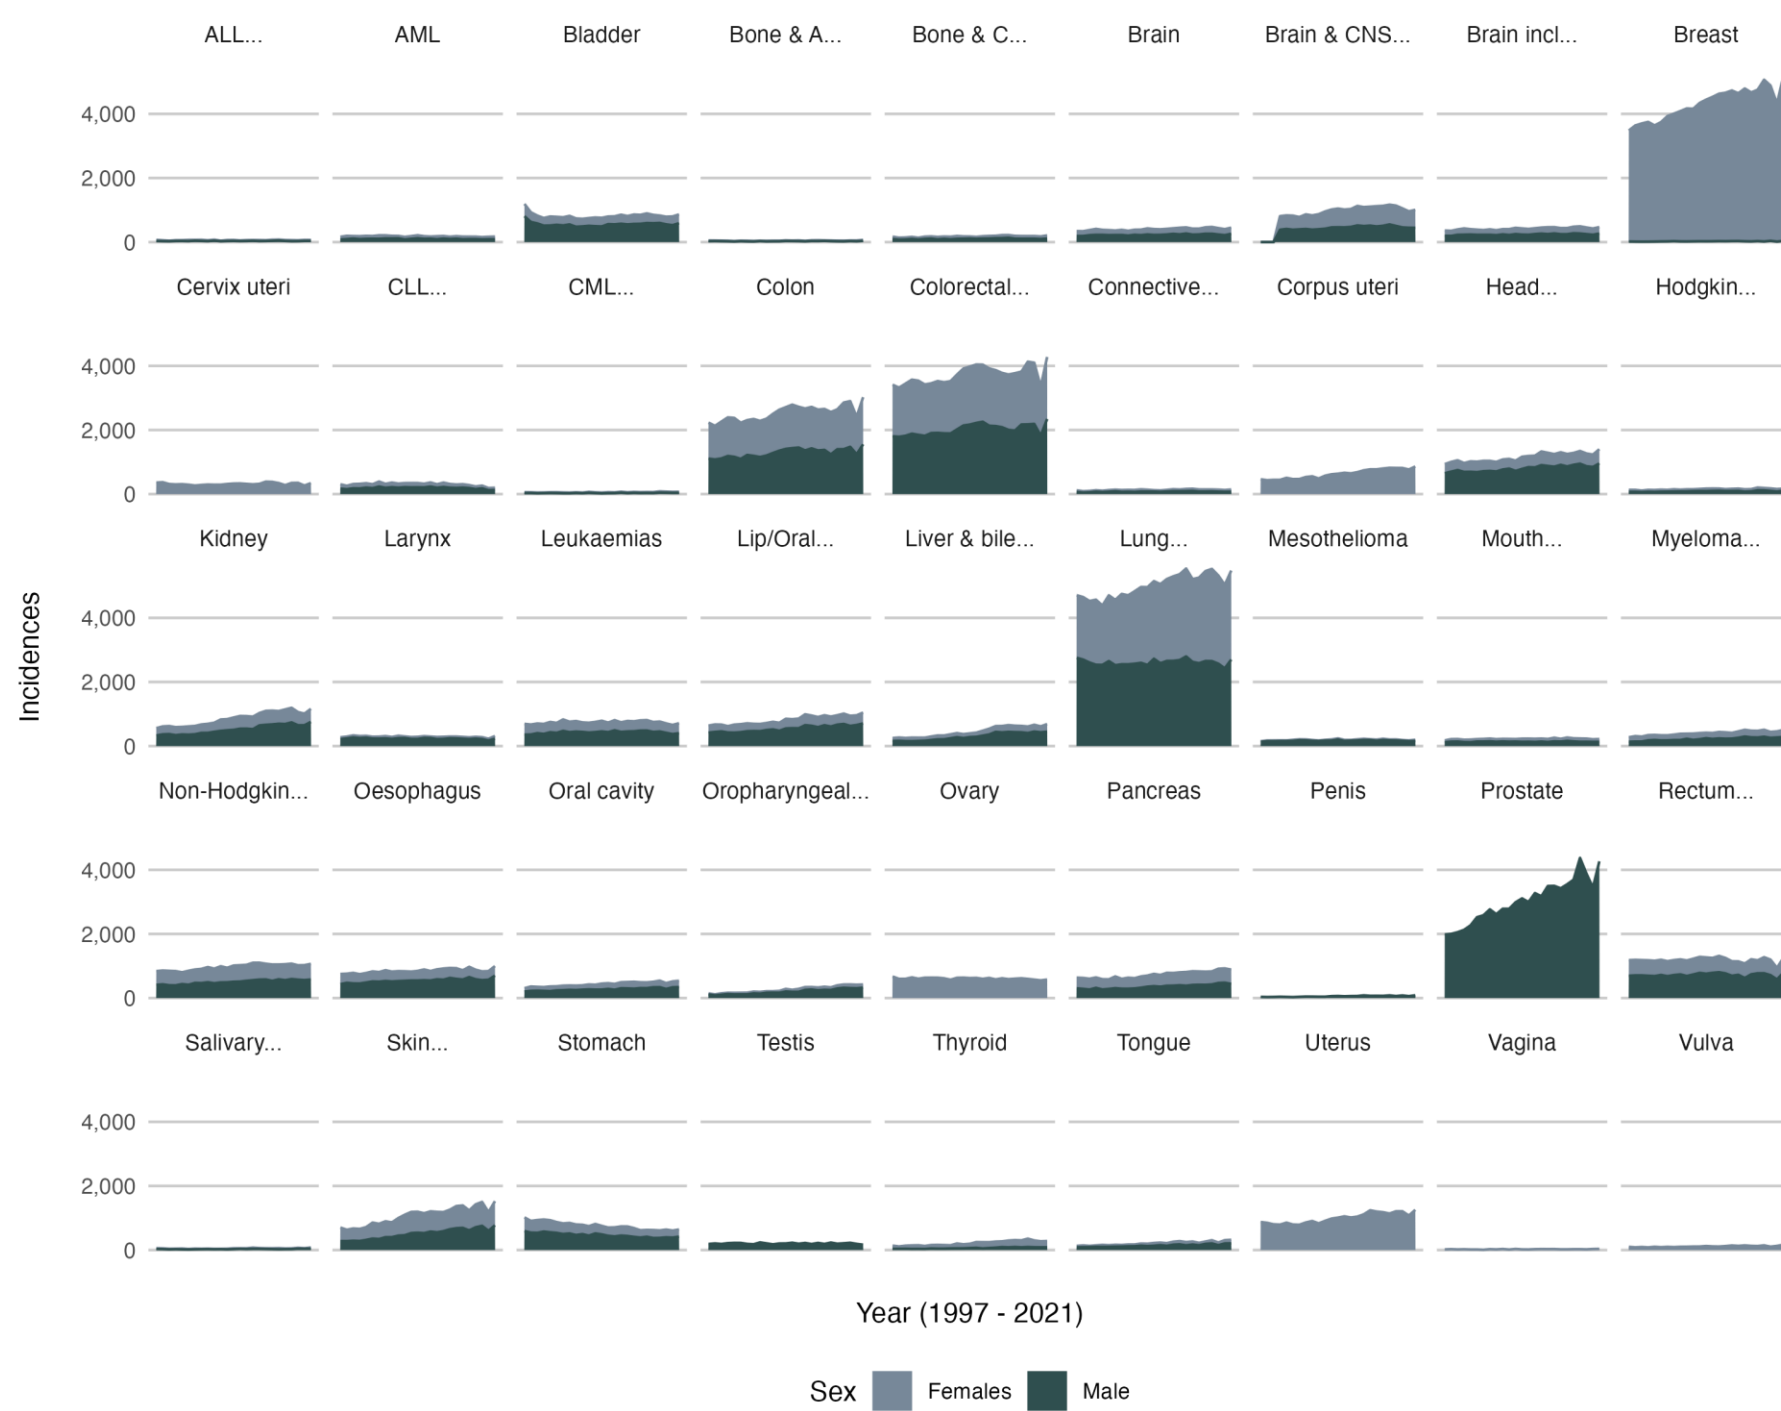 ALL... AML Bladder Bone & A... Bone & C... Brain Brain & CNS... Brain incl... Breast
4,000
2,000
0
Cervix uteri CLL... CML... Colon Colorectal... Connective... Corpus uteri Head... Hodgkin...
4,000
2,000
0
Kidney Larynx Leukaemias Lip/Oral... Liver & bile... Lung... Mesothelioma Mouth... Myeloma...
Incidences
4,000
2,000
0
Non-Hodgkin... Oesophagus Oral cavity Oropharyngeal... Ovary Pancreas Penis Prostate Rectum...
4,000
2,000
0
Salivary... Skin... Stomach Testis Thyroid Tongue Uterus Vagina Vulva
4,000
2,000
0
Year (1997 - 2021)
Sex Females Male